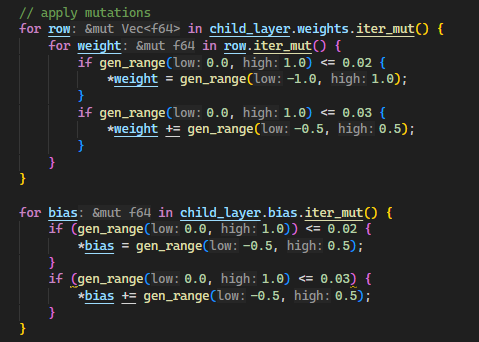 // apply mutations
for row: &mut Vec<f64> in child_layer.weights.iter_mut() {
for weight: &mut f64 in row.iter_mut() {
if gen_range(low: 0.0, high: 1.0) <= 0.02 {
*weight = gen_range(low: -1.0, high: 1.0);
}
if gen_range(low: 0.0, high: 1.0) <= 0.03 {
*weight += gen_range(low: -0.5, high: 0.5);
}
}
}
for bias: &mut f64 in child_layer.bias.iter_mut() {
if (gen_range(low: 0.0, high: 1.0)) <= 0.02 {
*bias = gen_range(low: -0.5, high: 0.5);
}
if (gen_range(low: 0.0, high: 1.0) <= 0.03) {
*bias += gen_range(low: -0.5, high: 0.5);
}
}